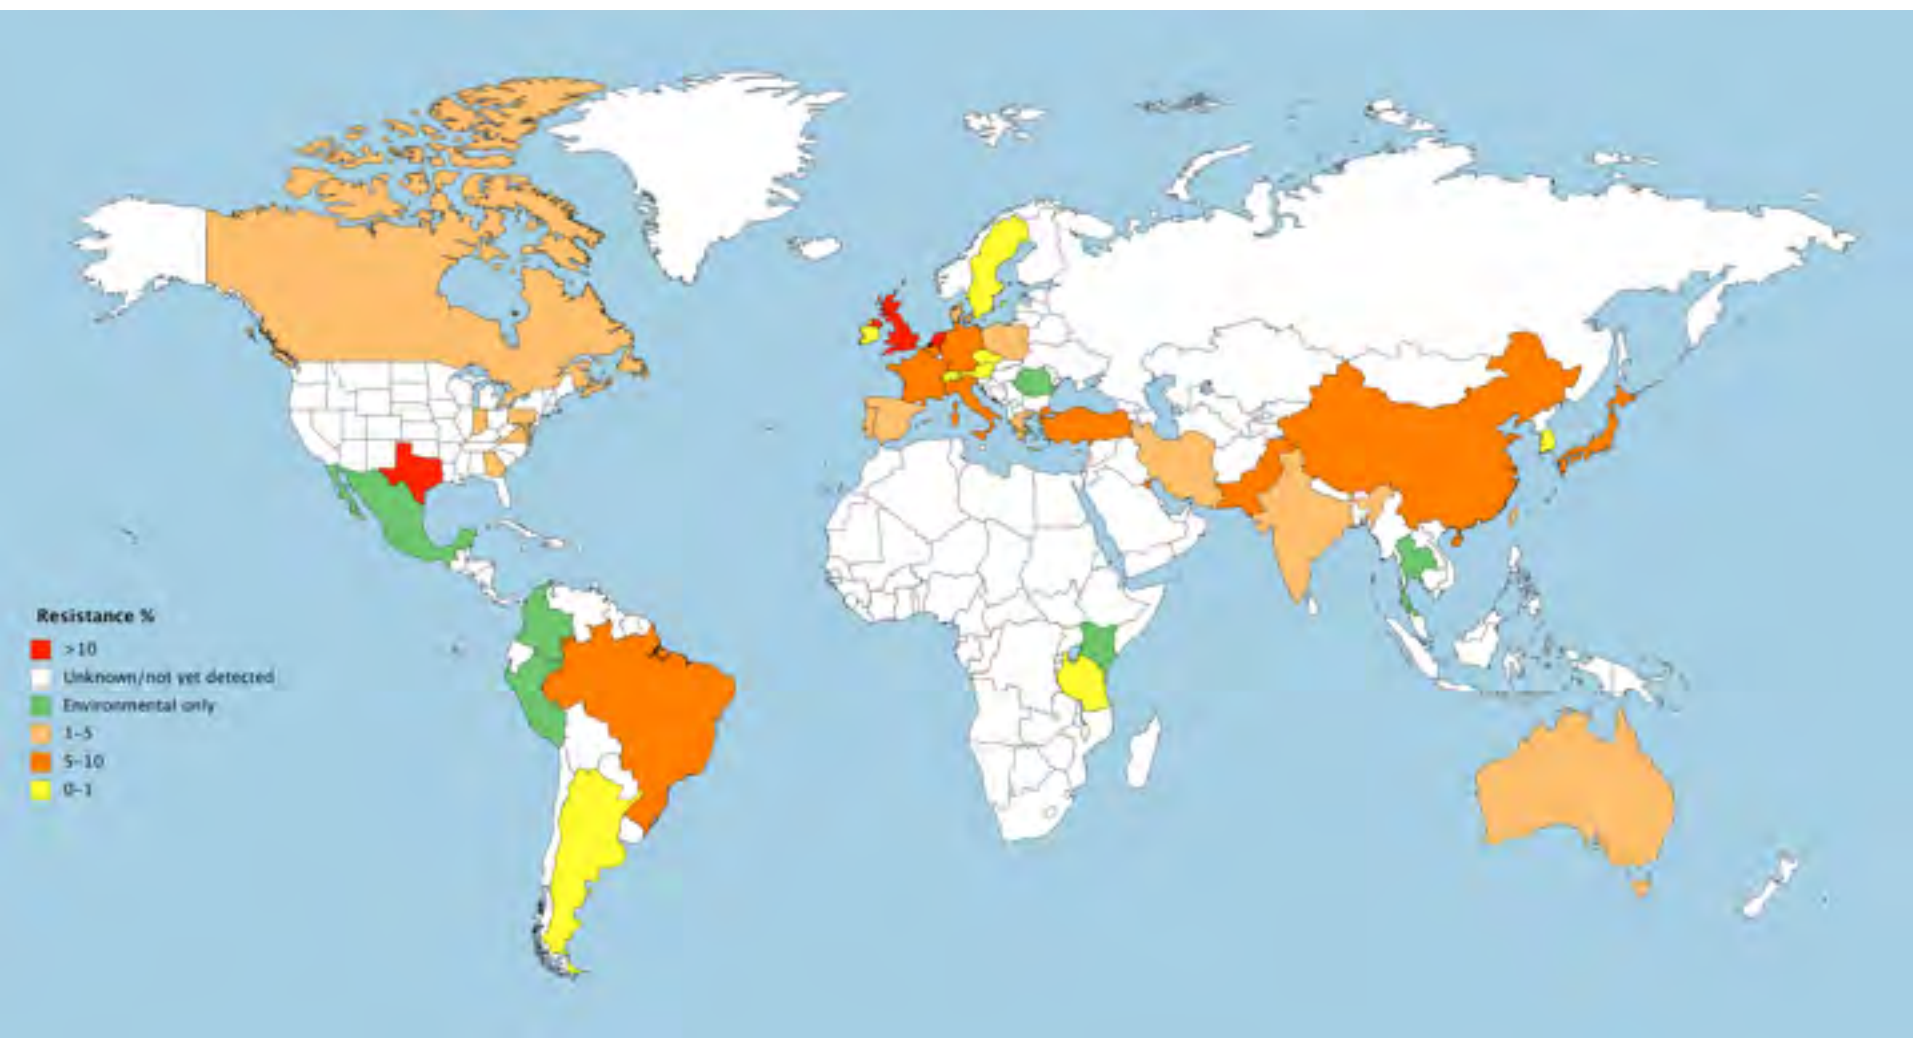 Resistance %
>10
Unknown/not yet detected
Environmental only
1-5
5-10
0-1